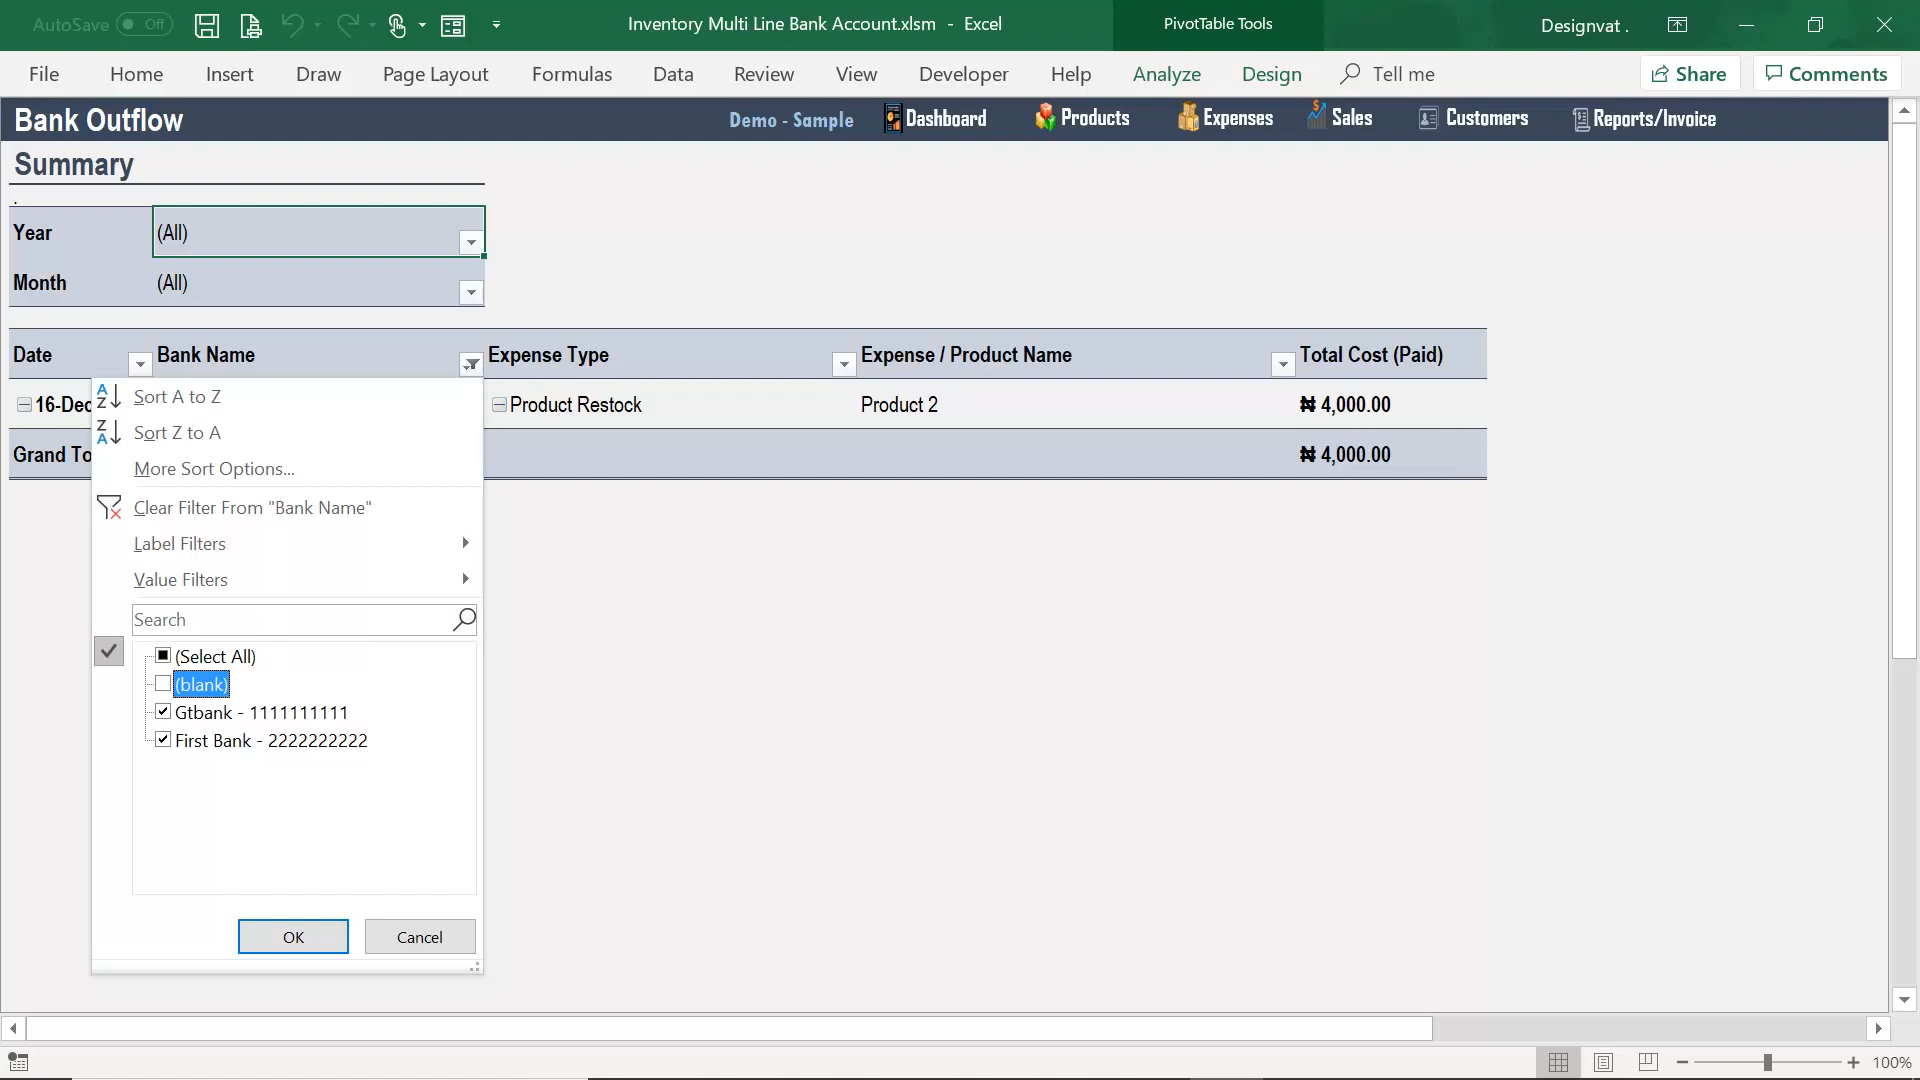 AutoSave Off
Inventory Multi Line Bank Account.xlsm - Excel
PivotTable Tools
Designvat .
File Home Insert Draw Page Layout Formulas Data Review View Developer Help Analyze Design Tell me
Share Comments
Bank Outflow
Demo - Sample Dashboard Products Expenses Sales Customers Reports/Invoice
Summary
.
Year (All)
Month (All)
Date Bank Name Expense Type Expense / Product Name Total Cost (Paid)
16-Dec Product Restock Product 2 ₦ 4,000.00
Grand To ₦ 4,000.00
Sort A to Z
Sort Z to A
More Sort Options...
Clear Filter From "Bank Name"
Label Filters
Value Filters
Search
(Select All)
(blank)
Gtbank - 1111111111
First Bank - 2222222222
OK Cancel
100%